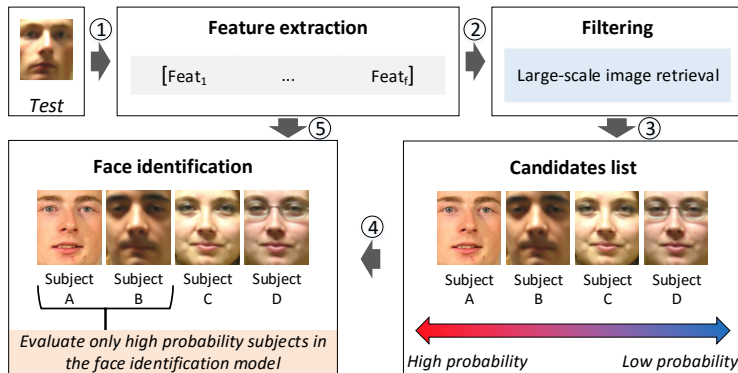 Test
①
Feature extraction
[Feat₁ ... Feat_f]
②
Filtering
Large-scale image retrieval
⑤
③
Face identification
Subject A
Subject B
Subject C
Subject D
Evaluate only high probability subjects in
the face identification model
④
Candidates list
Subject A
Subject B
Subject C
Subject D
High probability
Low probability